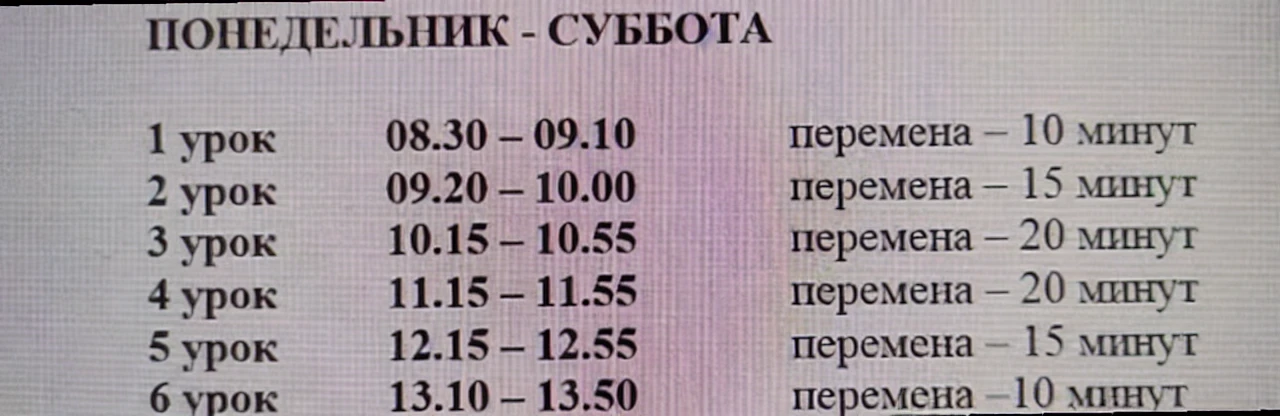 ПОНЕДЕЛЬНИК - СУББОТА
1 урок 08.30 – 09.10 перемена – 10 минут
2 урок 09.20 – 10.00 перемена – 15 минут
3 урок 10.15 – 10.55 перемена – 20 минут
4 урок 11.15 – 11.55 перемена – 20 минут
5 урок 12.15 – 12.55 перемена – 15 минут
6 урок 13.10 – 13.50 перемена –10 минут